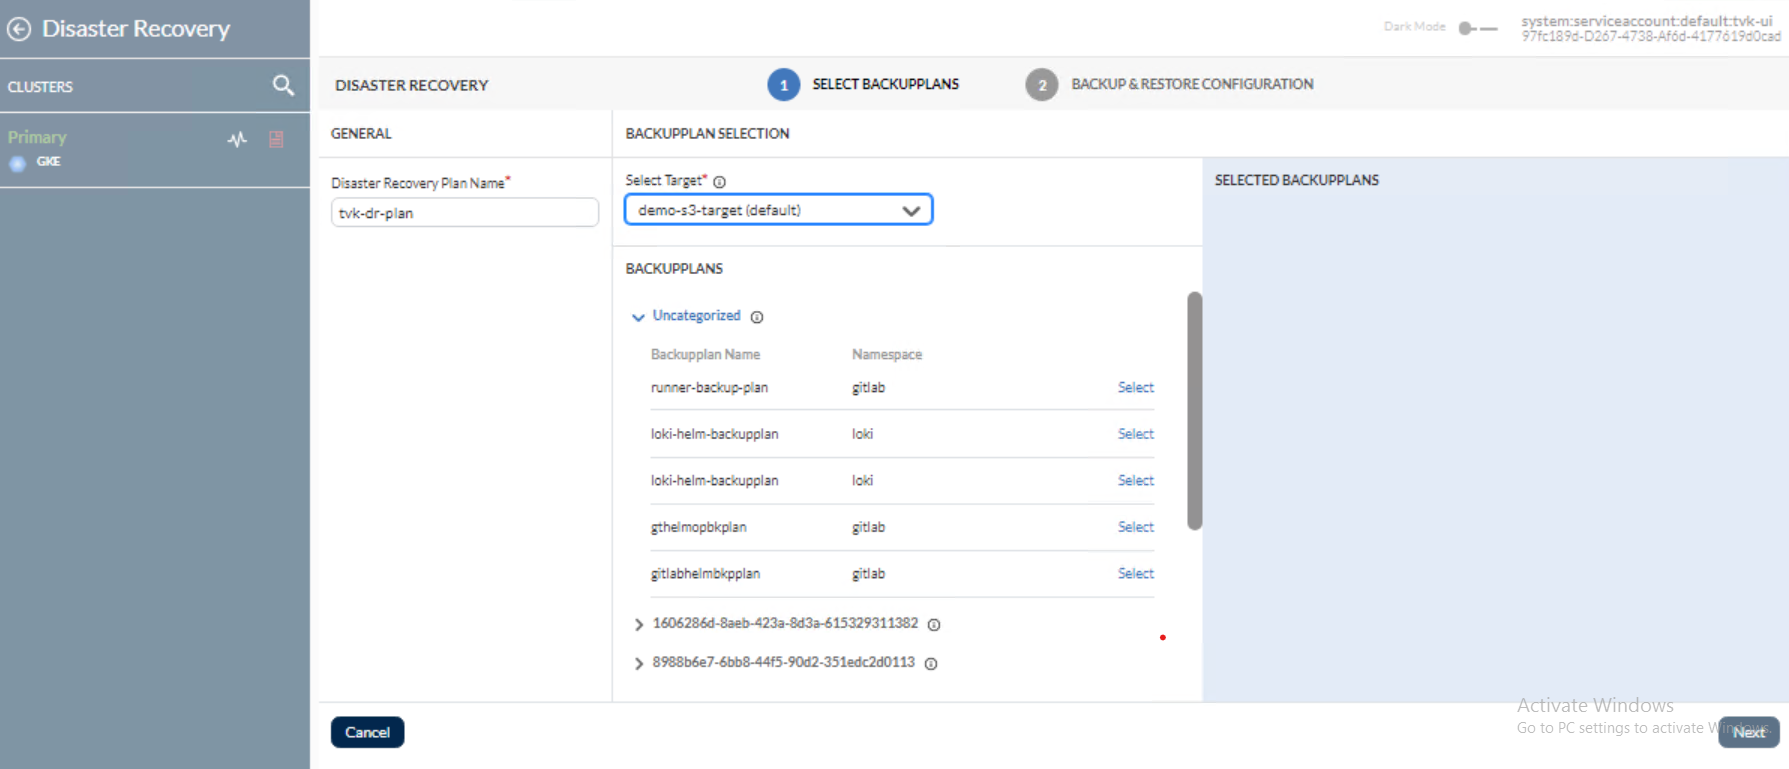 Disaster Recovery
Dark Mode
system:serviceaccount:default:tvk-ui
97fc189d-D267-4738-Af6d-4177619d0cad
CLUSTERS
DISASTER RECOVERY
1 SELECT BACKUPPLANS
2 BACKUP & RESTORE CONFIGURATION
Primary
GKE
GENERAL
Disaster Recovery Plan Name*
tvk-dr-plan
BACKUPPLAN SELECTION
Select Target*
demo-s3-target (default)
BACKUPPLANS
Uncategorized
Backupplan Name Namespace
runner-backup-plan gitlab Select
loki-helm-backupplan loki Select
loki-helm-backupplan loki Select
gthelmopbkplan gitlab Select
gitlabhelmbkpplan gitlab Select
1606286d-8aeb-423a-8d3a-615329311382
8988b6e7-6bb8-44f5-90d2-351edc2d0113
SELECTED BACKUPPLANS
Cancel
Activate Windows
Go to PC settings to activate Windows.
Next